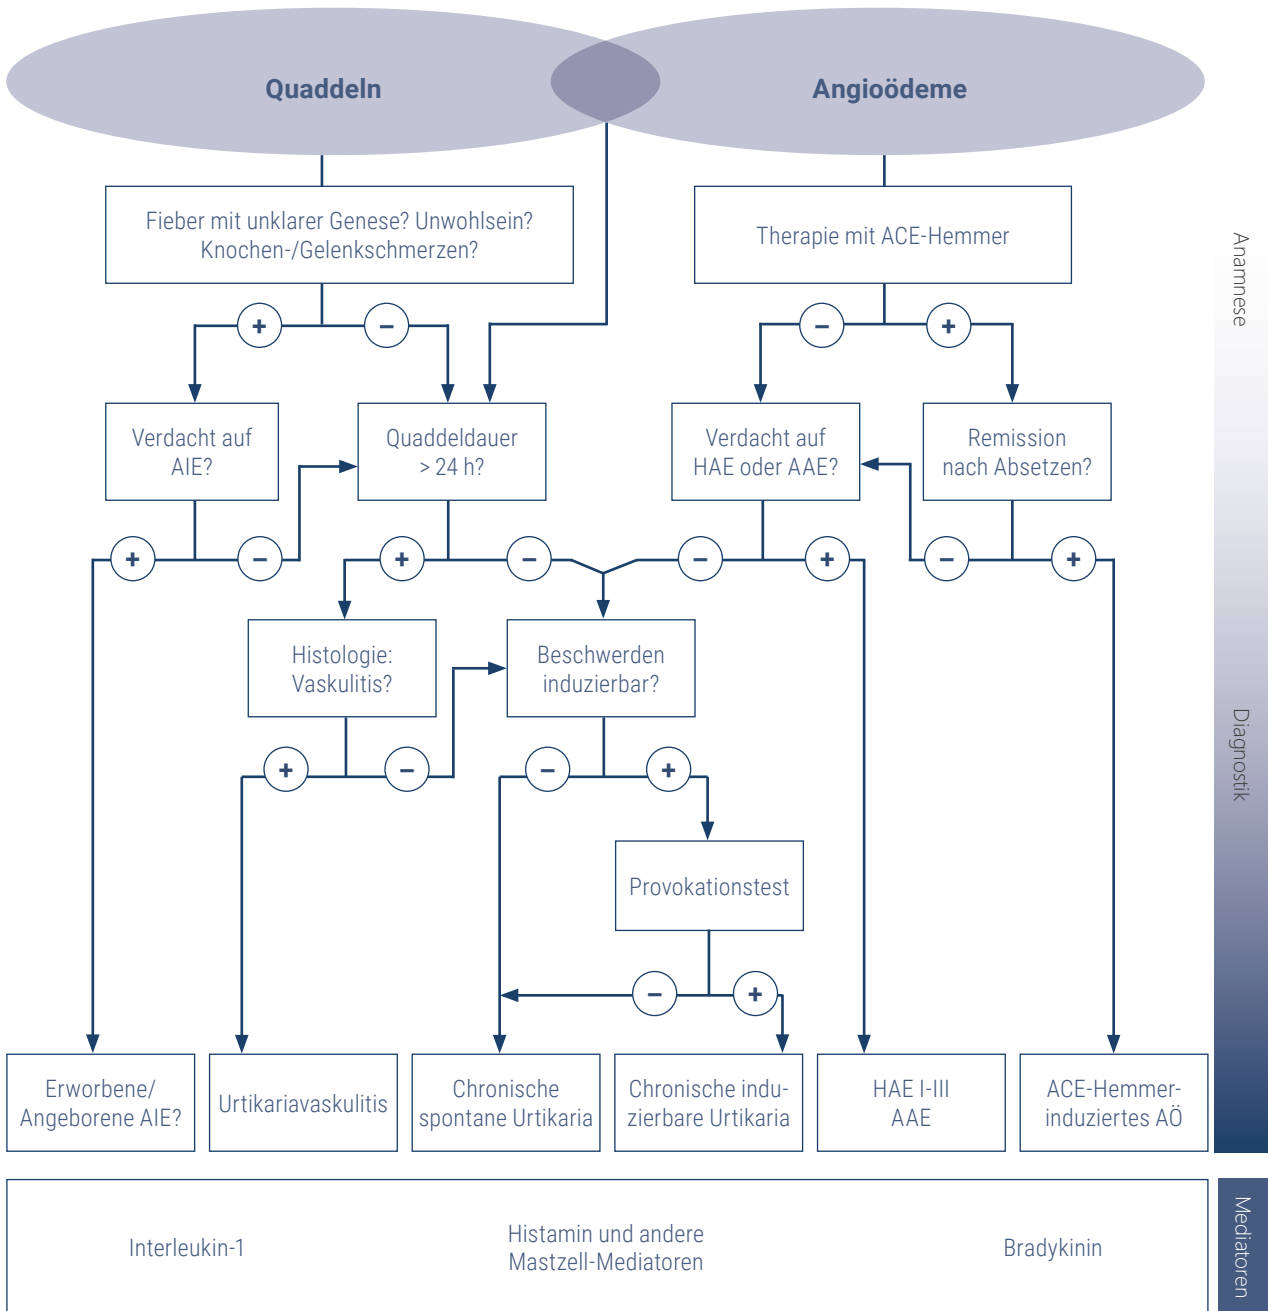 Quaddeln
Angioödeme
Fieber mit unklarer Genese? Unwohlsein?
Knochen-/Gelenkschmerzen?
Therapie mit ACE-Hemmer
Anamnese
+
−
−
+
Verdacht auf
AIE?
Quaddeldauer
> 24 h?
Verdacht auf
HAE oder AAE?
Remission
nach Absetzen?
+
−
+
−
−
+
−
+
Histologie:
Vaskulitis?
Beschwerden
induzierbar?
Diagnostik
+
−
−
+
Provokationstest
−
+
Erworbene/
Angeborene AIE?
Urtikariavaskulitis
Chronische
spontane Urtikaria
Chronische indu-
zierbare Urtikaria
HAE I-III
AAE
ACE-Hemmer-
induziertes AÖ
Interleukin-1
Histamin und andere
Mastzell-Mediatoren
Bradykinin
Mediatoren